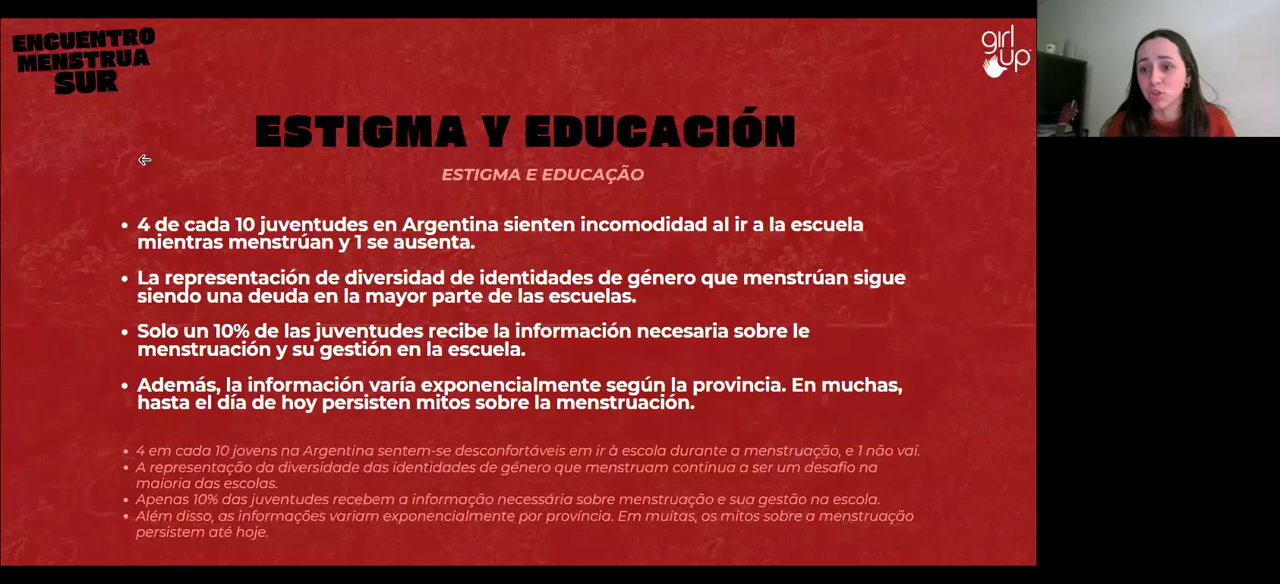 ENCUENTRO
MENSTRUA
SUR
girl
up
ESTIGMA Y EDUCACIÓN
ESTIGMA E EDUCAÇÃO
• 4 de cada 10 juventudes en Argentina sienten incomodidad al ir a la escuela
mientras menstrúan y 1 se ausenta.
• La representación de diversidad de identidades de género que menstrúan sigue
siendo una deuda en la mayor parte de las escuelas.
• Solo un 10% de las juventudes recibe la información necesaria sobre le
menstruación y su gestión en la escuela.
• Además, la información varía exponencialmente según la provincia. En muchas,
hasta el día de hoy persisten mitos sobre la menstruación.
• 4 em cada 10 jovens na Argentina sentem-se desconfortáveis em ir à escola durante a menstruação, e 1 não vai.
• A representação da diversidade das identidades de género que menstruam continua a ser um desafio na
maioria das escolas.
• Apenas 10% das juventudes recebem a informação necessária sobre menstruação e sua gestão na escola.
• Além disso, as informações variam exponencialmente por província. Em muitas, os mitos sobre a menstruação
persistem até hoje.